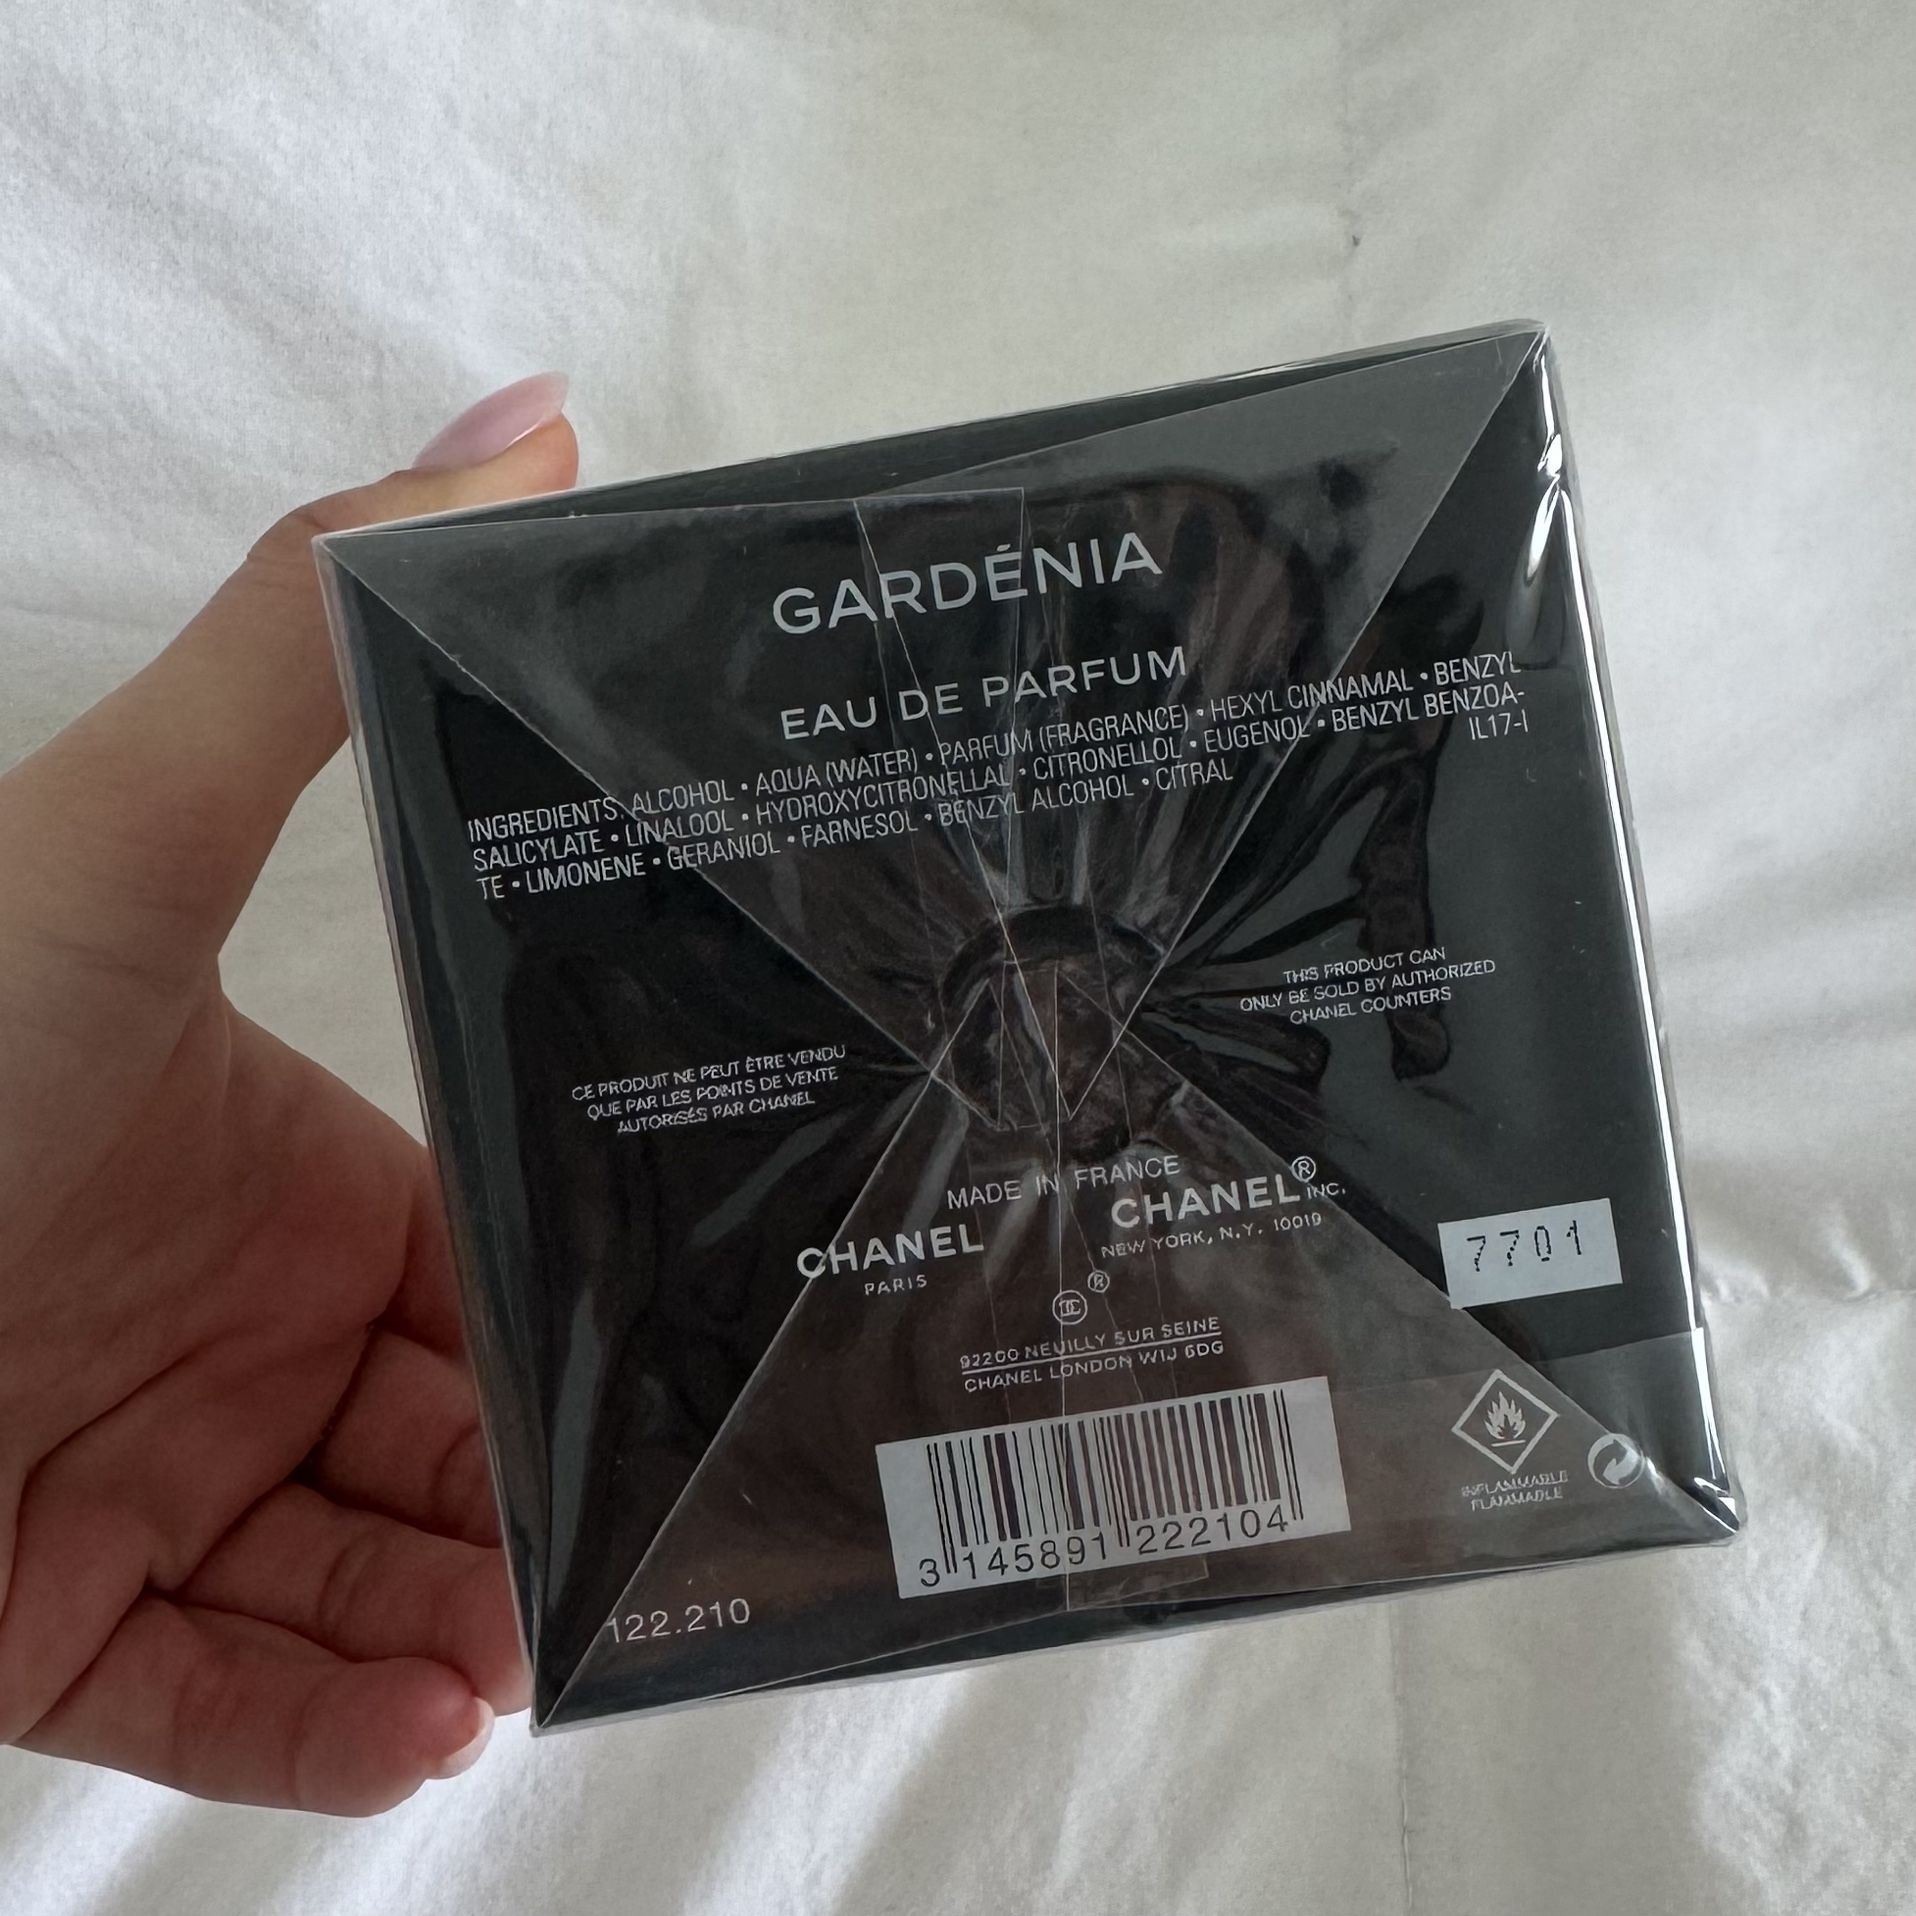 GARDÉNIA
EAU DE PARFUM
INGREDIENTS: ALCOHOL • AQUA (WATER) • PARFUM (FRAGRANCE) • HEXYL CINNAMAL • BENZYL
SALICYLATE • LINALOOL • HYDROXYCITRONELLAL • CITRONELLOL • EUGENOL • BENZYL BENZOA-
TE • LIMONENE • GERANIOL • FARNESOL • BENZYL ALCOHOL • CITRAL
IL17-I
THIS PRODUCT CAN
ONLY BE SOLD BY AUTHORIZED
CHANEL COUNTERS
CE PRODUIT NE PEUT ÊTRE VENDU
QUE PAR LES POINTS DE VENTE
AUTORISÉS PAR CHANEL
MADE IN FRANCE
CHANEL
PARIS
CHANEL® INC.
NEW YORK, N.Y. 10019
®
92200 NEUILLY SUR SEINE
CHANEL LONDON W1J 6DG
7701
3 145891 222104
INFLAMMABLE
FLAMMABLE
122.210